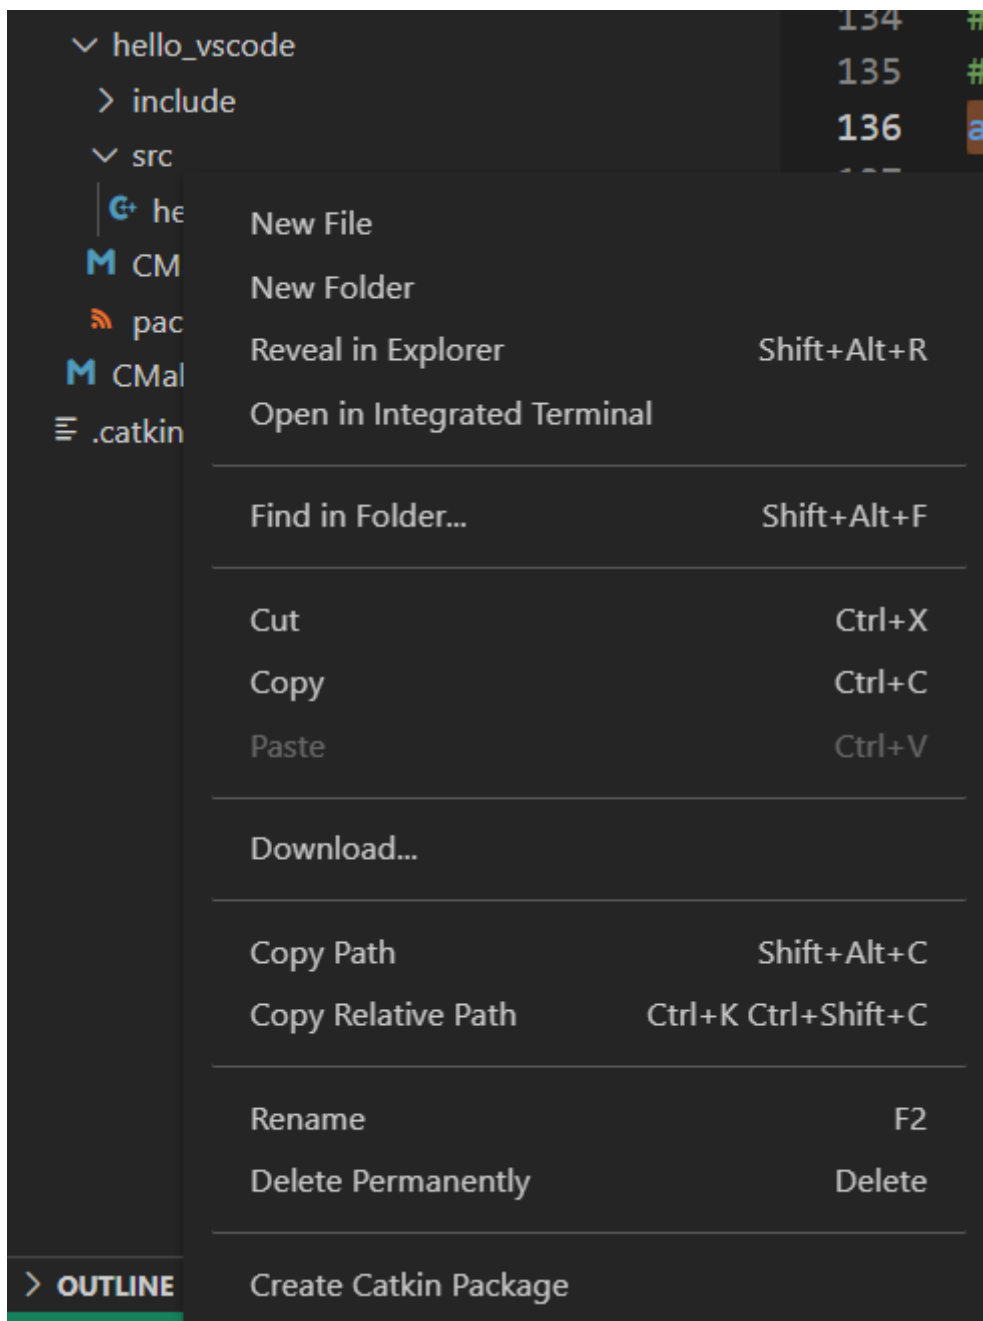 hello_vscode
134 #
135 #
include
136 a
src
New File
New Folder
Reveal in Explorer Shift+Alt+R
Open in Integrated Terminal
.catkin
Find in Folder... Shift+Alt+F
Cut Ctrl+X
Copy Ctrl+C
Paste Ctrl+V
Download...
Copy Path Shift+Alt+C
Copy Relative Path Ctrl+K Ctrl+Shift+C
Rename F2
Delete Permanently Delete
OUTLINE
Create Catkin Package